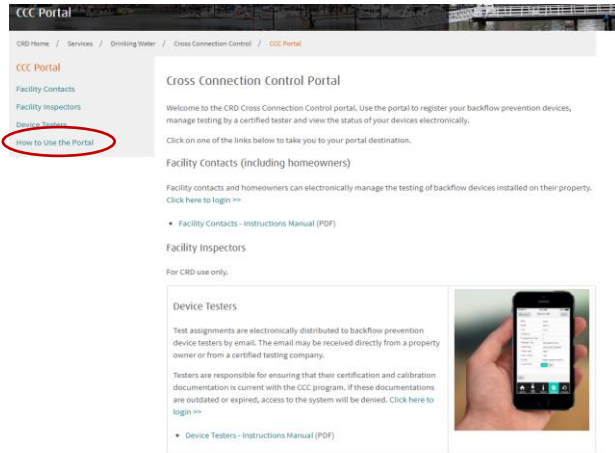 CCC Portal
CRD Home / Services / Drinking Water / Cross Connection Control / CCC Portal
CCC Portal
Facility Contacts
Facility Inspectors
Device Testers
How to Use the Portal
Cross Connection Control Portal
Welcome to the CRD Cross Connection Control portal. Use the portal to register your backflow prevention devices,
manage testing by a certified tester and view the status of your devices electronically.
Click on one of the links below to take you to your portal destination.
Facility Contacts (including homeowners)
Facility contacts and homeowners can electronically manage the testing of backflow devices installed on their property.
Click here to login >>
• Facility Contacts - Instructions Manual (PDF)
Facility Inspectors
For CRD use only.
Device Testers
Test assignments are electronically distributed to backflow prevention
device testers by email. The email may be received directly from a property
owner or from a certified testing company.
Testers are responsible for ensuring that their certification and calibration
documentation is current with the CCC program. If these documentations
are outdated or expired, access to the system will be denied. Click here to
login >>
• Device Testers - Instructions Manual (PDF)